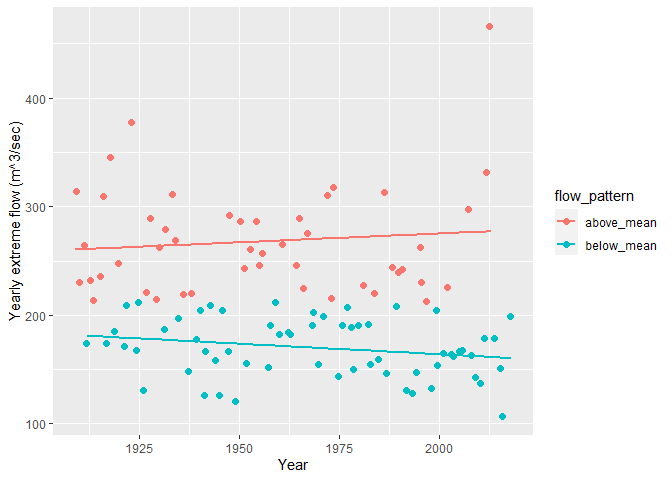 400
300
200
100
Yearly extreme flow (m^3/sec)
1925
1950
1975
2000
Year
flow_pattern
above_mean
below_mean